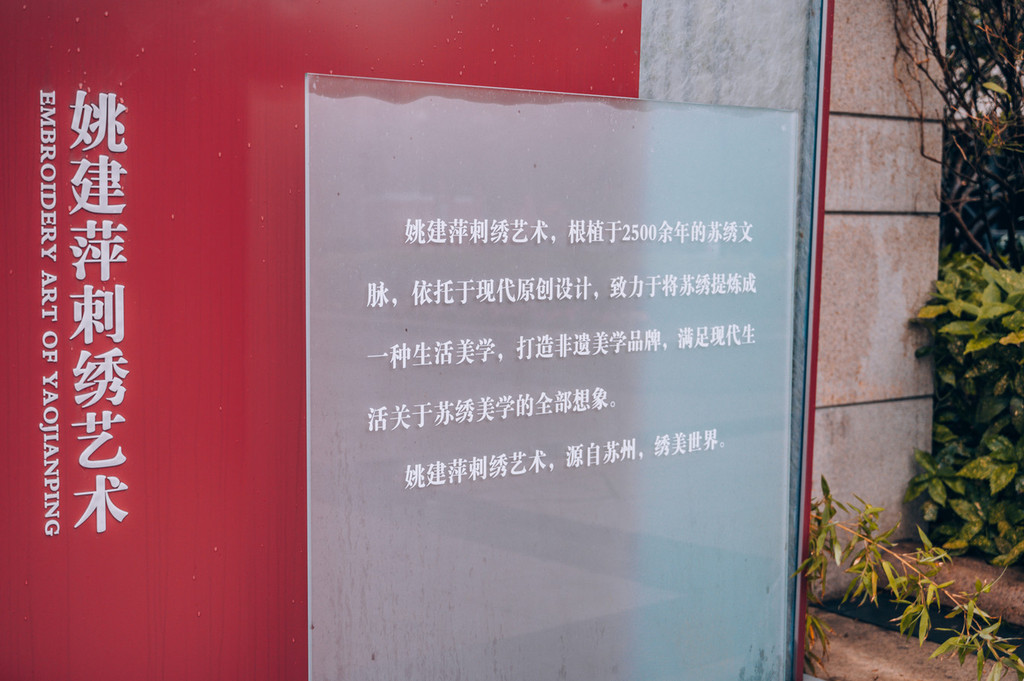 姚建萍刺绣艺术
EMBROIDERY ART OF YAOJIANPING
姚建萍刺绣艺术，根植于2500余年的苏绣文
脉，依托于现代原创设计，致力于将苏绣提炼成
一种生活美学，打造非遗美学品牌，满足现代生
活关于苏绣美学的全部想象。
姚建萍刺绣艺术，源自苏州，绣美世界。